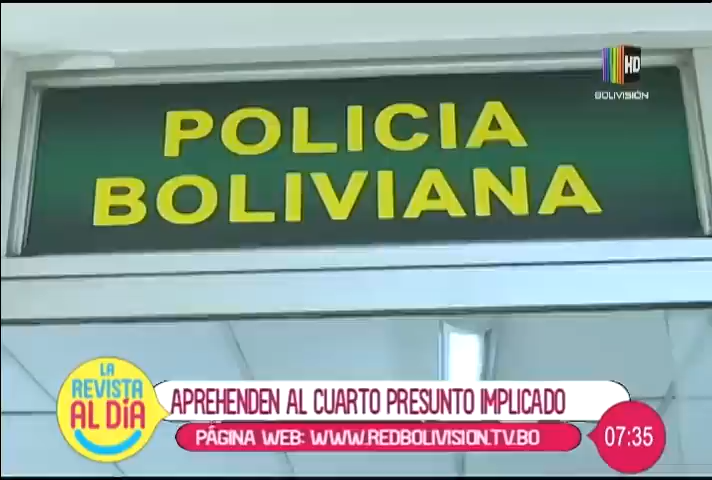 HD
BOLIVISIÓN
POLICIA
BOLIVIANA
LA
REVISTA
AL DÍA
APREHENDEN AL CUARTO PRESUNTO IMPLICADO
PÁGINA WEB: WWW.REDBOLIVISION.TV.BO
07:35